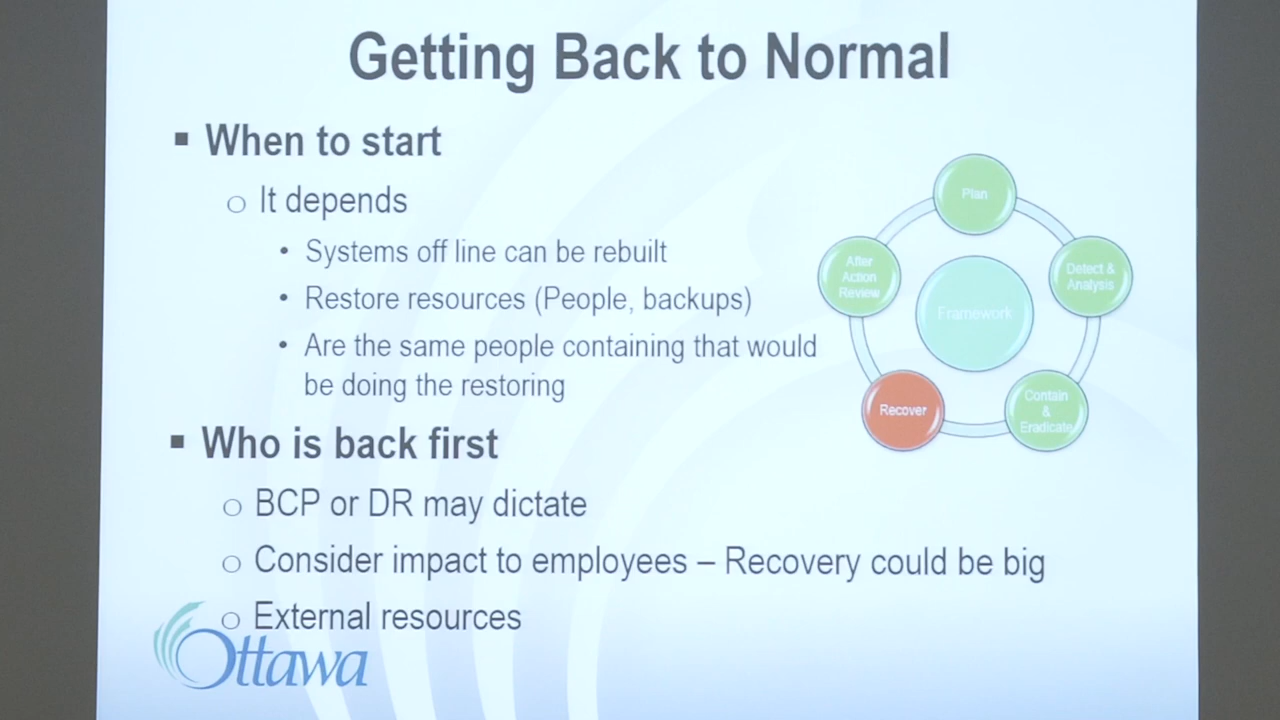 Getting Back to Normal
▪ When to start
o It depends
• Systems off line can be rebuilt
• Restore resources (People, backups)
• Are the same people containing that would
be doing the restoring
▪ Who is back first
o BCP or DR may dictate
o Consider impact to employees – Recovery could be big
o External resources
Ottawa
Plan
Detect &
Analysis
Contain
&
Eradicate
Recover
After
Action
Review
Framework